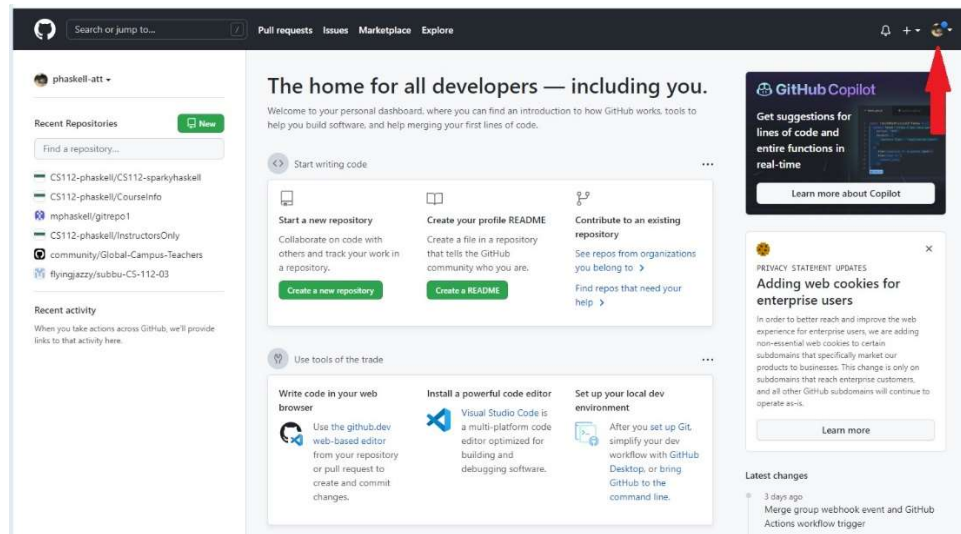 Search or jump to...
/
Pull requests Issues Marketplace Explore
phaskell-att
Recent Repositories
New
Find a repository...
CS112-phaskell/CS112-sparkyhaskell
CS112-phaskell/CourseInfo
mphaskell/gitrepo1
CS112-phaskell/InstructorsOnly
community/Global-Campus-Teachers
flyingjazzy/subbu-CS-112-03
Recent activity
When you take actions across GitHub, we'll provide
links to that activity here.
The home for all developers — including you.
Welcome to your personal dashboard, where you can find an introduction to how GitHub works, tools to
help you build software, and help merging your first lines of code.
Start writing code
Start a new repository
Collaborate on code with
others and track your work in
a repository.
Create a new repository
Create your profile README
Create a file in a repository
that tells the GitHub
community who you are.
Create a README
Contribute to an existing
repository
See repos from organizations
you belong to
Find repos that need your
help
Use tools of the trade
Write code in your web
browser
Use the github.dev
web-based editor
from your repository
or pull request to
create and commit
changes.
Install a powerful code editor
Visual Studio Code is
a multi-platform code
editor optimized for
building and
debugging software.
Set up your local dev
environment
After you set up Git,
simplify your dev
workflow with GitHub
Desktop, or bring
GitHub to the
command line.
GitHub Copilot
Get suggestions for
lines of code and
entire functions in
real-time
Learn more about Copilot
PRIVACY STATEMENT UPDATES
Adding web cookies for
enterprise users
In order to better reach and improve the web
experience for enterprise users, we are adding
non-essential web cookies to certain
subdomains that specifically market our
products to businesses. This change is only on
subdomains that reach enterprise customers,
and all other GitHub subdomains will continue to
operate as-is.
Learn more
Latest changes
3 days ago
Merge group webhook event and GitHub
Actions workflow trigger